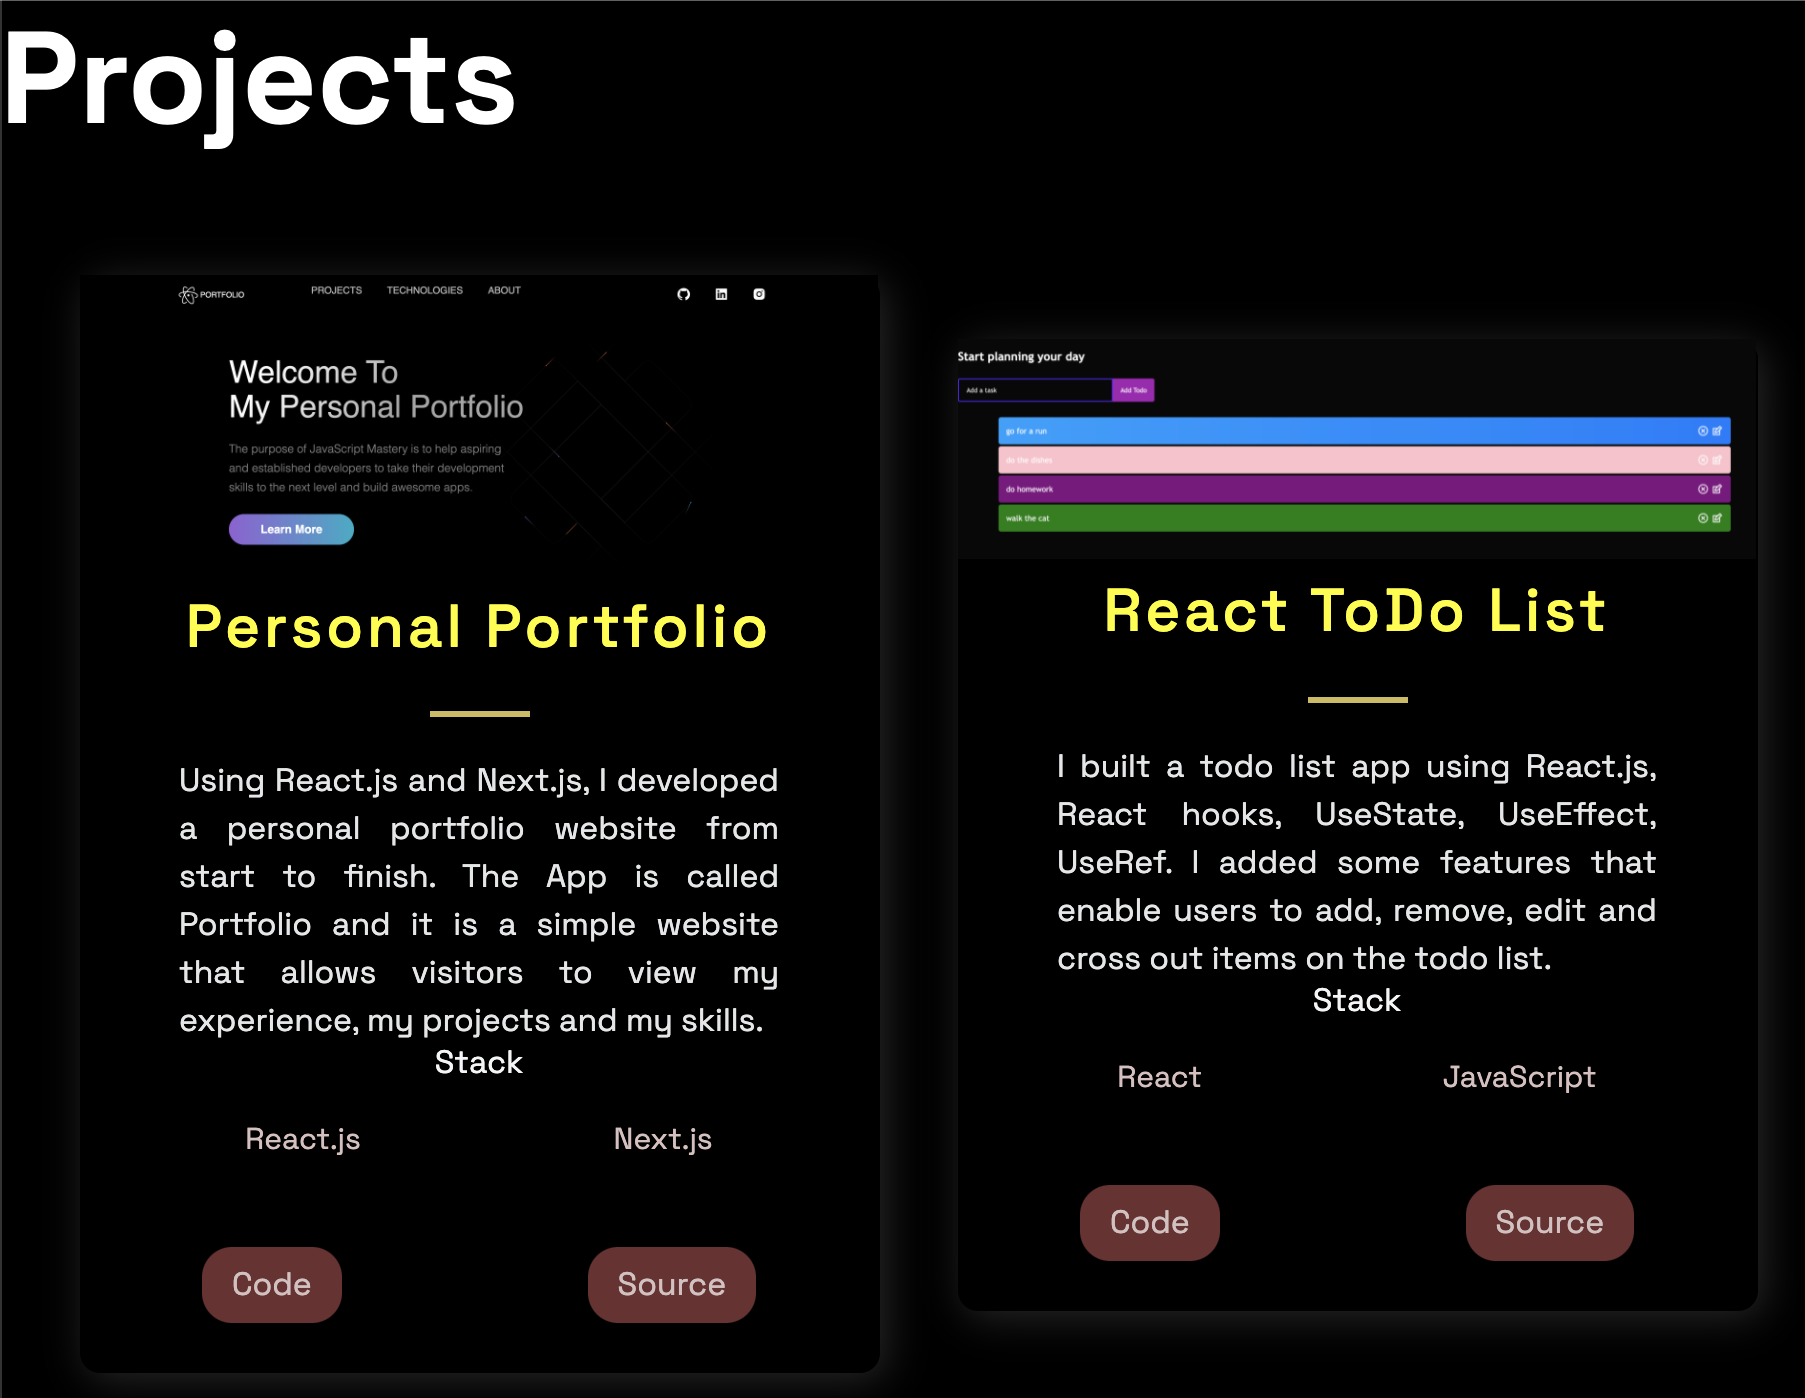 Projects
PORTFOLIO
PROJECTS TECHNOLOGIES ABOUT
Welcome To
My Personal Portfolio
The purpose of JavaScript Mastery is to help aspiring
and established developers to take their development
skills to the next level and build awesome apps.
Learn More
Personal Portfolio
Using React.js and Next.js, I developed
a personal portfolio website from
start to finish. The App is called
Portfolio and it is a simple website
that allows visitors to view my
experience, my projects and my skills.
Stack
React.js Next.js
Code Source
Start planning your day
Add a task Add Todo
go for a run
do the dishes
do homework
walk the cat
React ToDo List
I built a todo list app using React.js,
React hooks, UseState, UseEffect,
UseRef. I added some features that
enable users to add, remove, edit and
cross out items on the todo list.
Stack
React JavaScript
Code Source